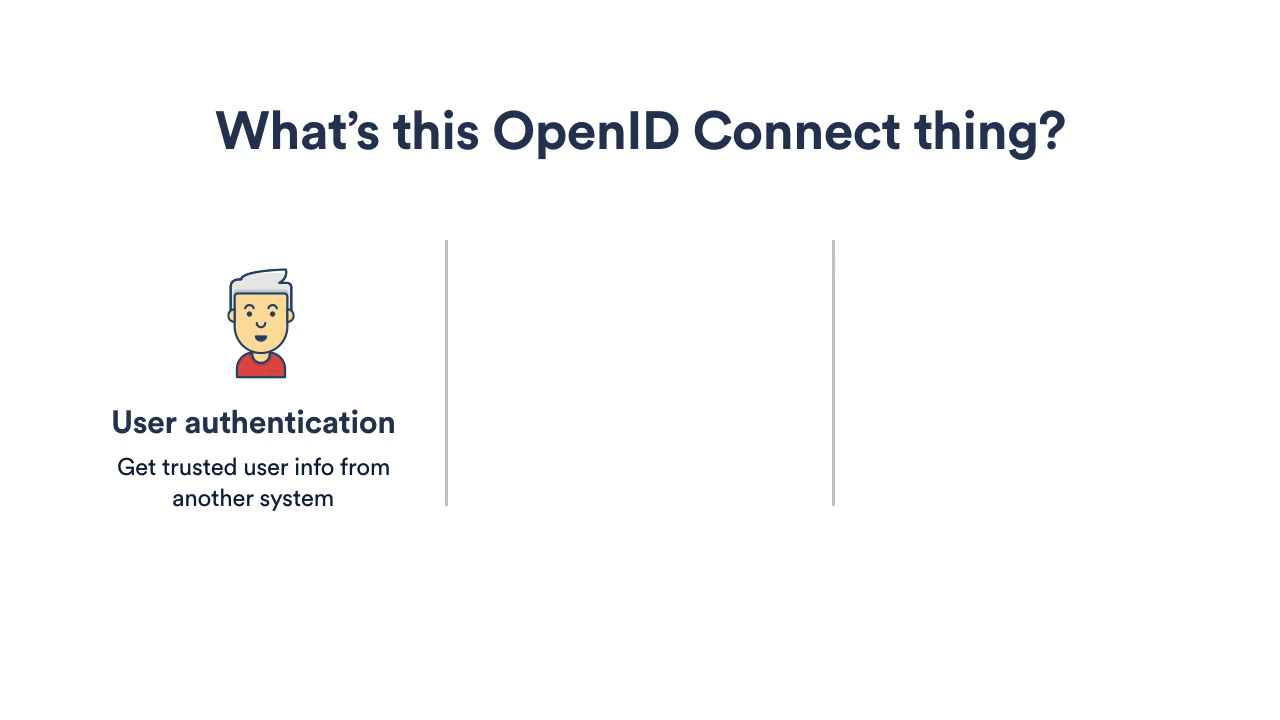 What’s this OpenID Connect thing?
User authentication
Get trusted user info from
another system